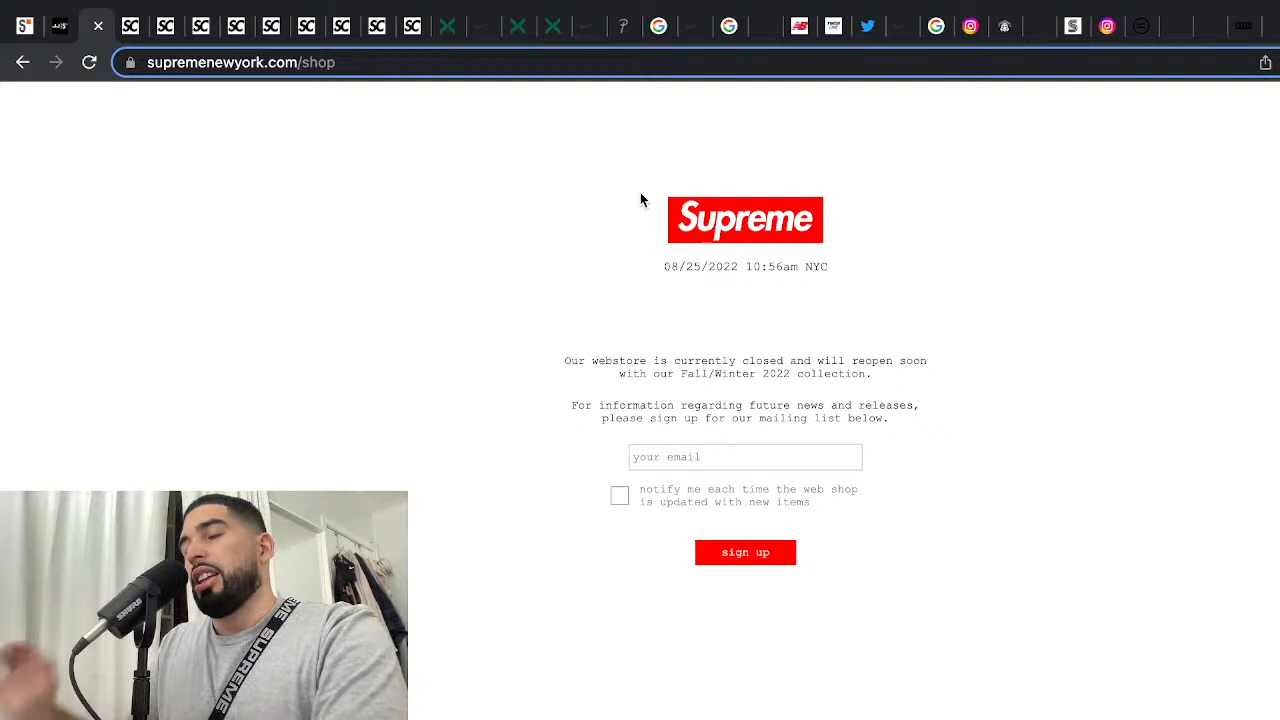 supremenewyork.com/shop
Supreme
08/25/2022 10:56am NYC
Our webstore is currently closed and will reopen soon
with our Fall/Winter 2022 collection.
For information regarding future news and releases,
please sign up for our mailing list below.
your email
notify me each time the web shop
is updated with new items
sign up
SHURE
SUPREME